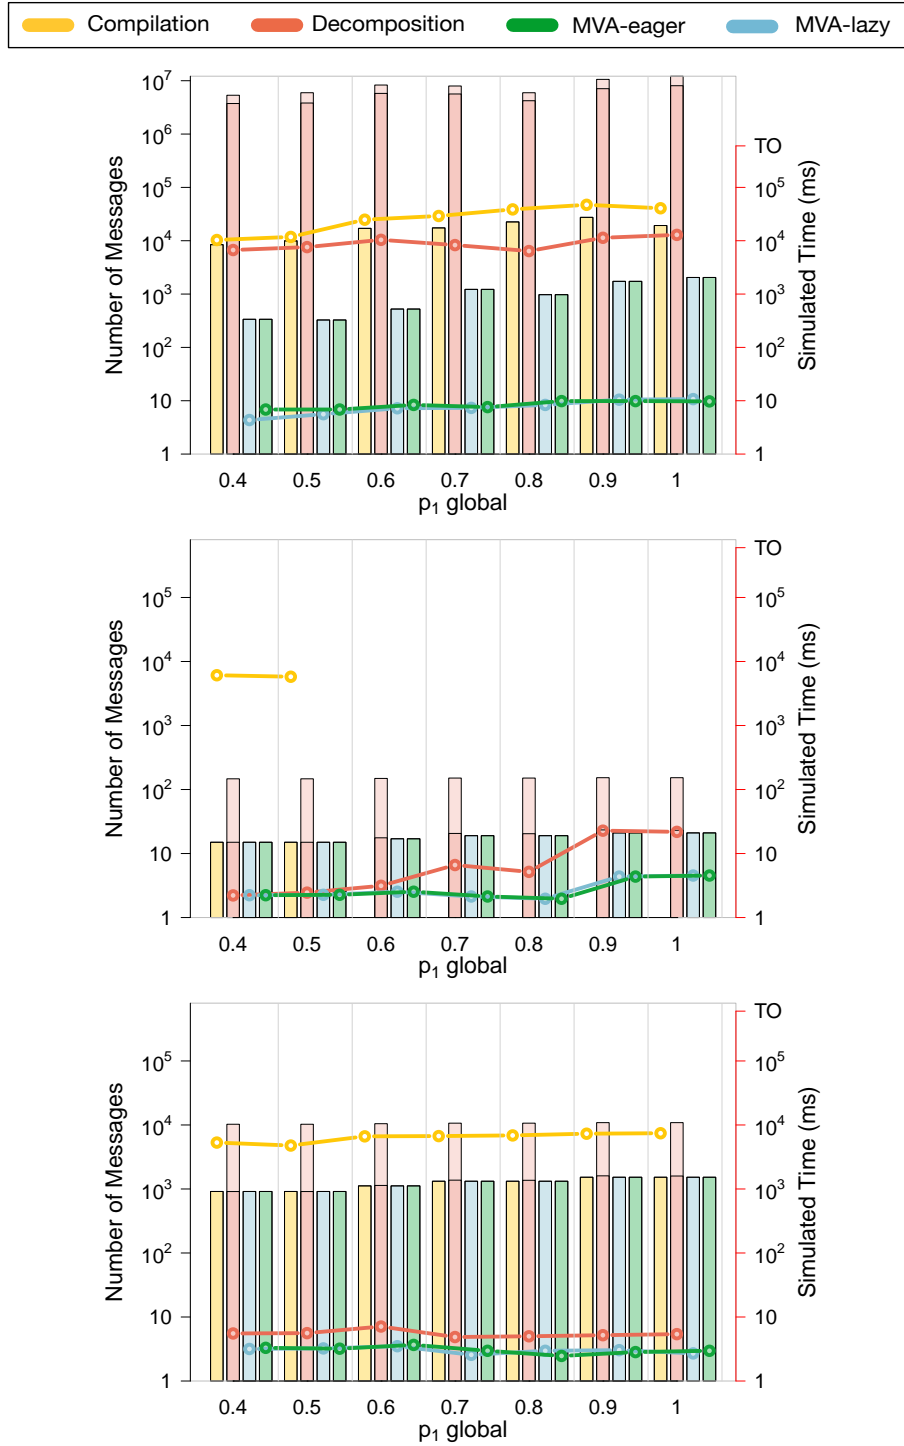 Compilation Decomposition MVA-eager MVA-lazy
Number of Messages
10^7
10^6
10^5
10^4
10^3
10^2
10
1
TO
10^5
10^4
10^3
10^2
10
1
Simulated Time (ms)
0.4 0.5 0.6 0.7 0.8 0.9 1
p_1 global
Number of Messages
10^5
10^4
10^3
10^2
10
1
TO
10^5
10^4
10^3
10^2
10
1
Simulated Time (ms)
0.4 0.5 0.6 0.7 0.8 0.9 1
p_1 global
Number of Messages
10^5
10^4
10^3
10^2
10
1
TO
10^5
10^4
10^3
10^2
10
1
Simulated Time (ms)
0.4 0.5 0.6 0.7 0.8 0.9 1
p_1 global